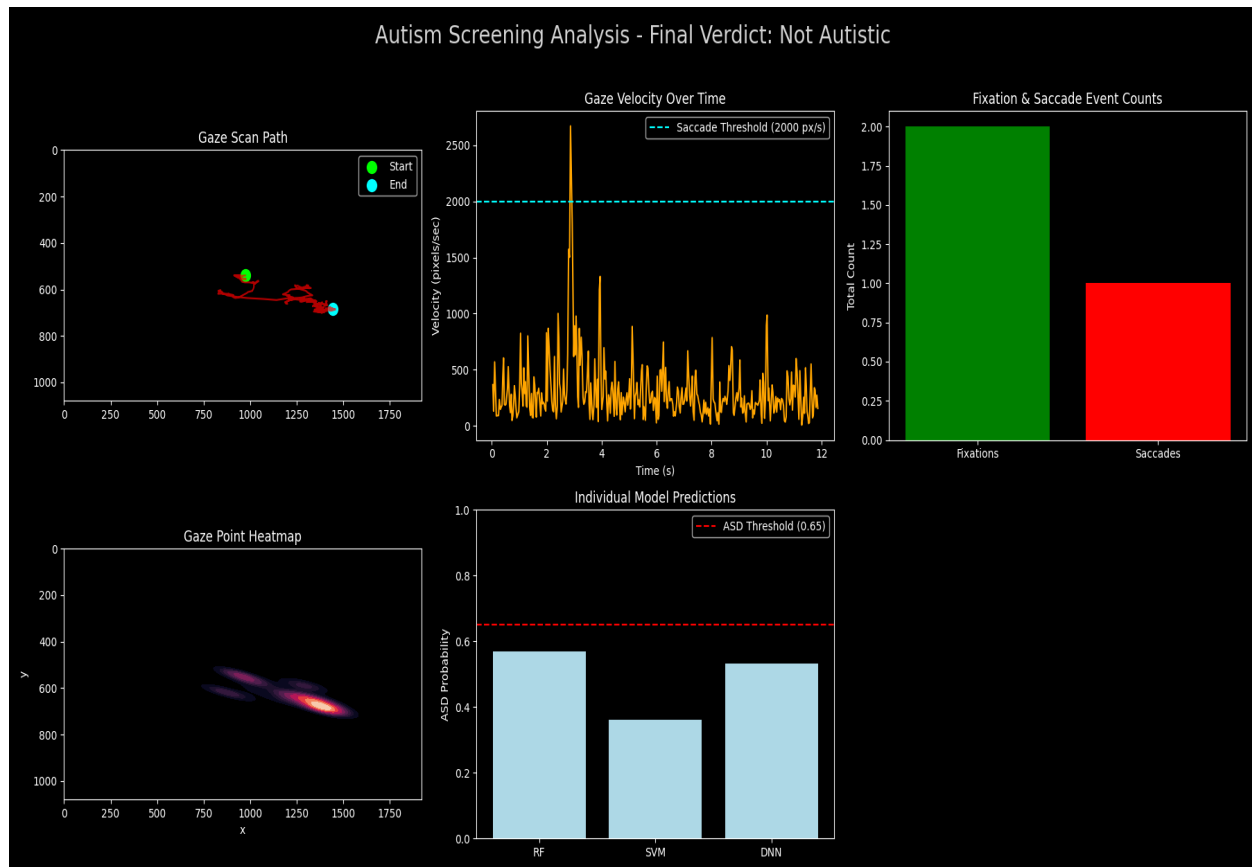 Autism Screening Analysis - Final Verdict: Not Autistic
Gaze Scan Path
0
200
400
600
800
1000
0 250 500 750 1000 1250 1500 1750
Start
End
Gaze Velocity Over Time
Velocity (pixels/sec)
2500
2000
1500
1000
500
0
0 2 4 6 8 10 12
Time (s)
Saccade Threshold (2000 px/s)
Fixation & Saccade Event Counts
Total Count
2.00
1.75
1.50
1.25
1.00
0.75
0.50
0.25
0.00
Fixations Saccades
Gaze Point Heatmap
y
0
200
400
600
800
1000
0 250 500 750 1000 1250 1500 1750
x
Individual Model Predictions
ASD Probability
1.0
0.8
0.6
0.4
0.2
0.0
RF SVM DNN
ASD Threshold (0.65)